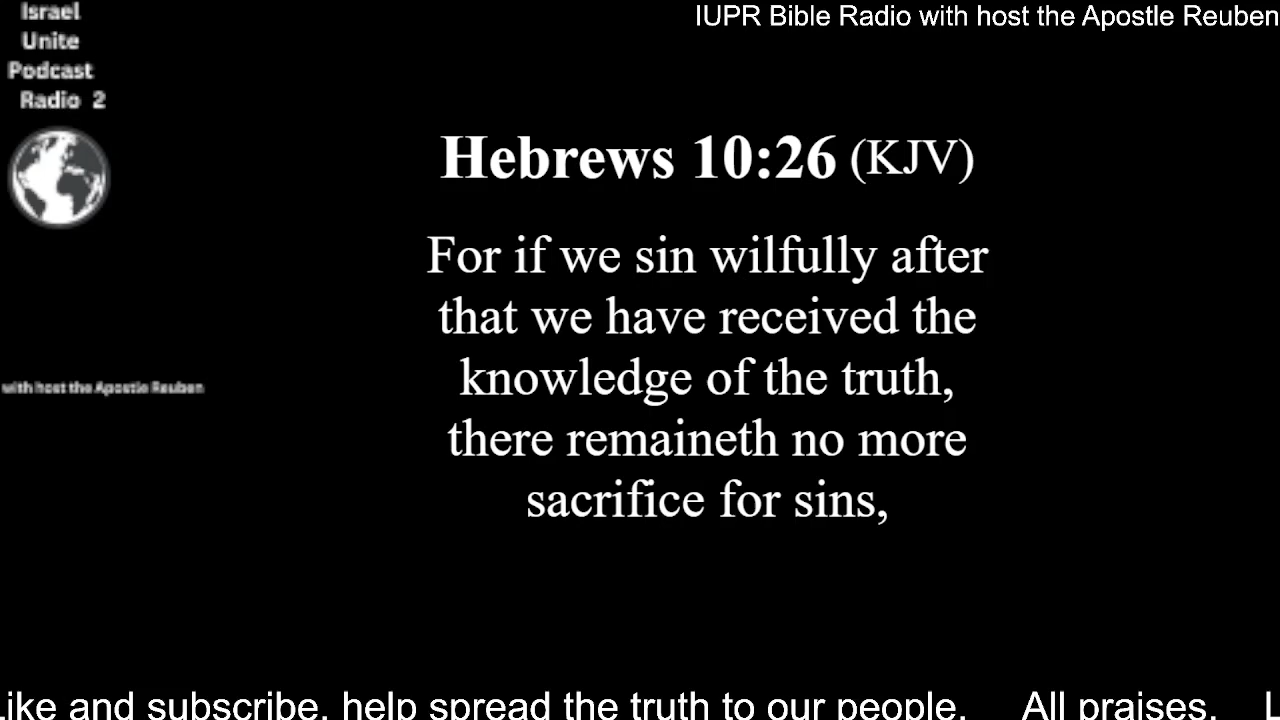 Israel
Unite
Podcast
Radio 2
IUPR Bible Radio with host the Apostle Reuben
Hebrews 10:26 (KJV)
For if we sin wilfully after
that we have received the
knowledge of the truth,
there remaineth no more
sacrifice for sins,
with host the Apostle Reuben
ike and subscribe, help spread the truth to our people. All praises. L